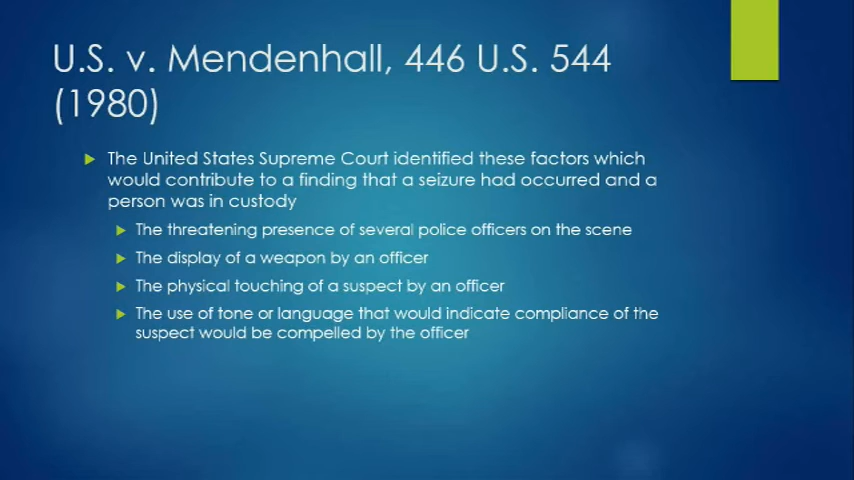 U.S. v. Mendenhall, 446 U.S. 544
(1980)
The United States Supreme Court identified these factors which
would contribute to a finding that a seizure had occurred and a
person was in custody
The threatening presence of several police officers on the scene
The display of a weapon by an officer
The physical touching of a suspect by an officer
The use of tone or language that would indicate compliance of the
suspect would be compelled by the officer